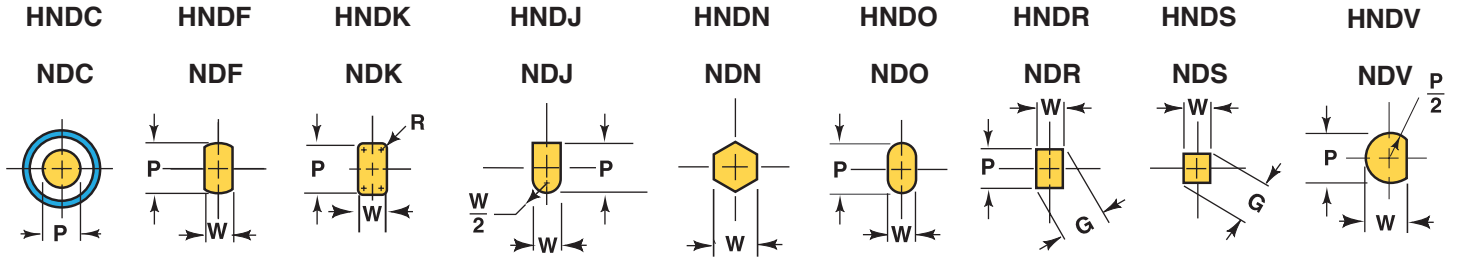 HNDC HNDF HNDK HNDJ HNDN HNDO HNDR HNDS HNDV
NDC NDF NDK NDJ NDN NDO NDR NDS NDV
P
P
W
P
R
W
P
W
2
W
W
P
W
W
P
G
W
G
P
2
P
W